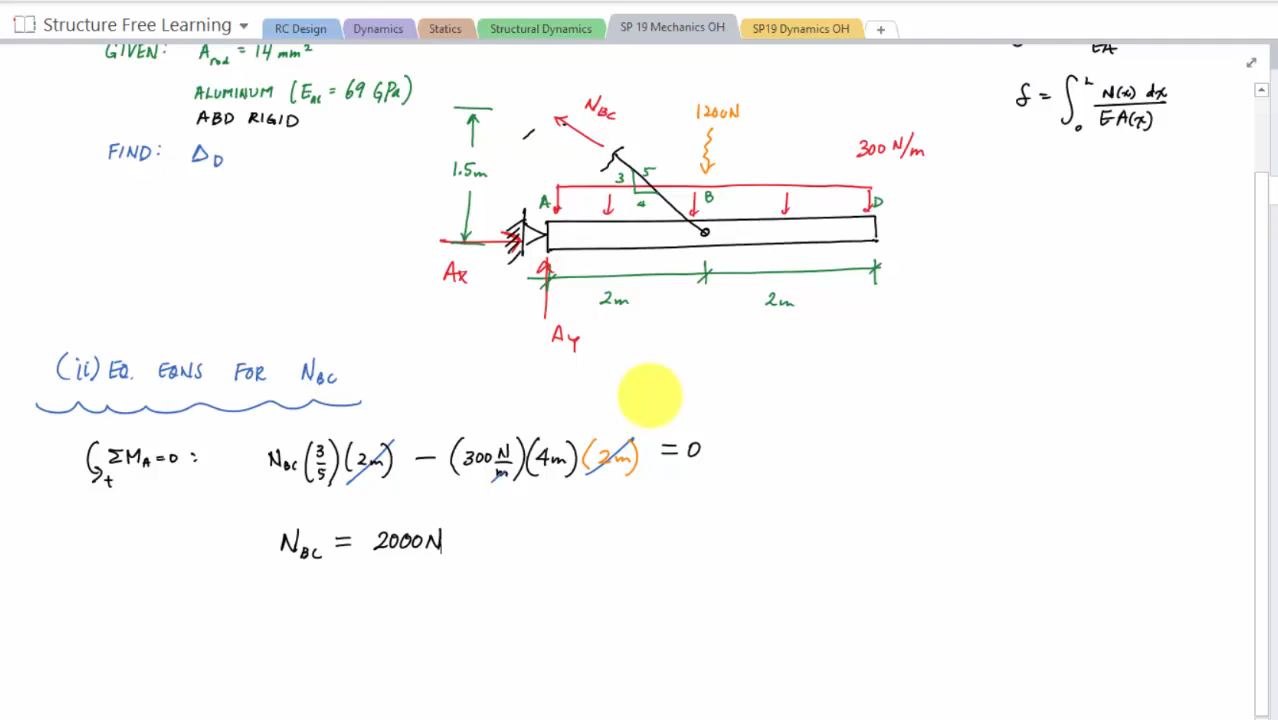 Structure Free Learning
RC Design
Dynamics
Statics
Structural Dynamics
SP 19 Mechanics OH
SP19 Dynamics OH
+
GIVEN: A_rod = 14 mm²
ALUMINUM (E_AL = 69 GPa)
ABD RIGID
FIND: Δ_D
EA
δ = ∫₀ᴸ N(x) dx / EA(x)
N_BC
1200N
300 N/m
1.5m
3 5
4
A
B
D
A_x
2m
2m
A_y
(ii) EQ. EQNS FOR N_BC
+ ΣM_A = 0 : N_BC (3/5)(2m) − (300 N/m)(4m)(2m) = 0
N_BC = 2000N